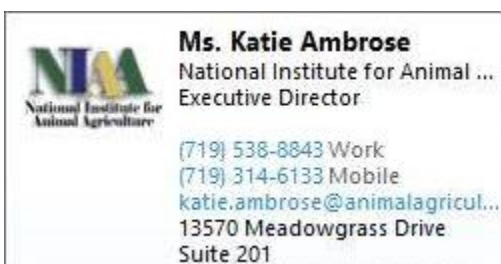 NIAA
National Institute for
Animal Agriculture
Ms. Katie Ambrose
National Institute for Animal ...
Executive Director
(719) 538-8843 Work
(719) 314-6133 Mobile
katie.ambrose@animalagricul...
13570 Meadowgrass Drive
Suite 201